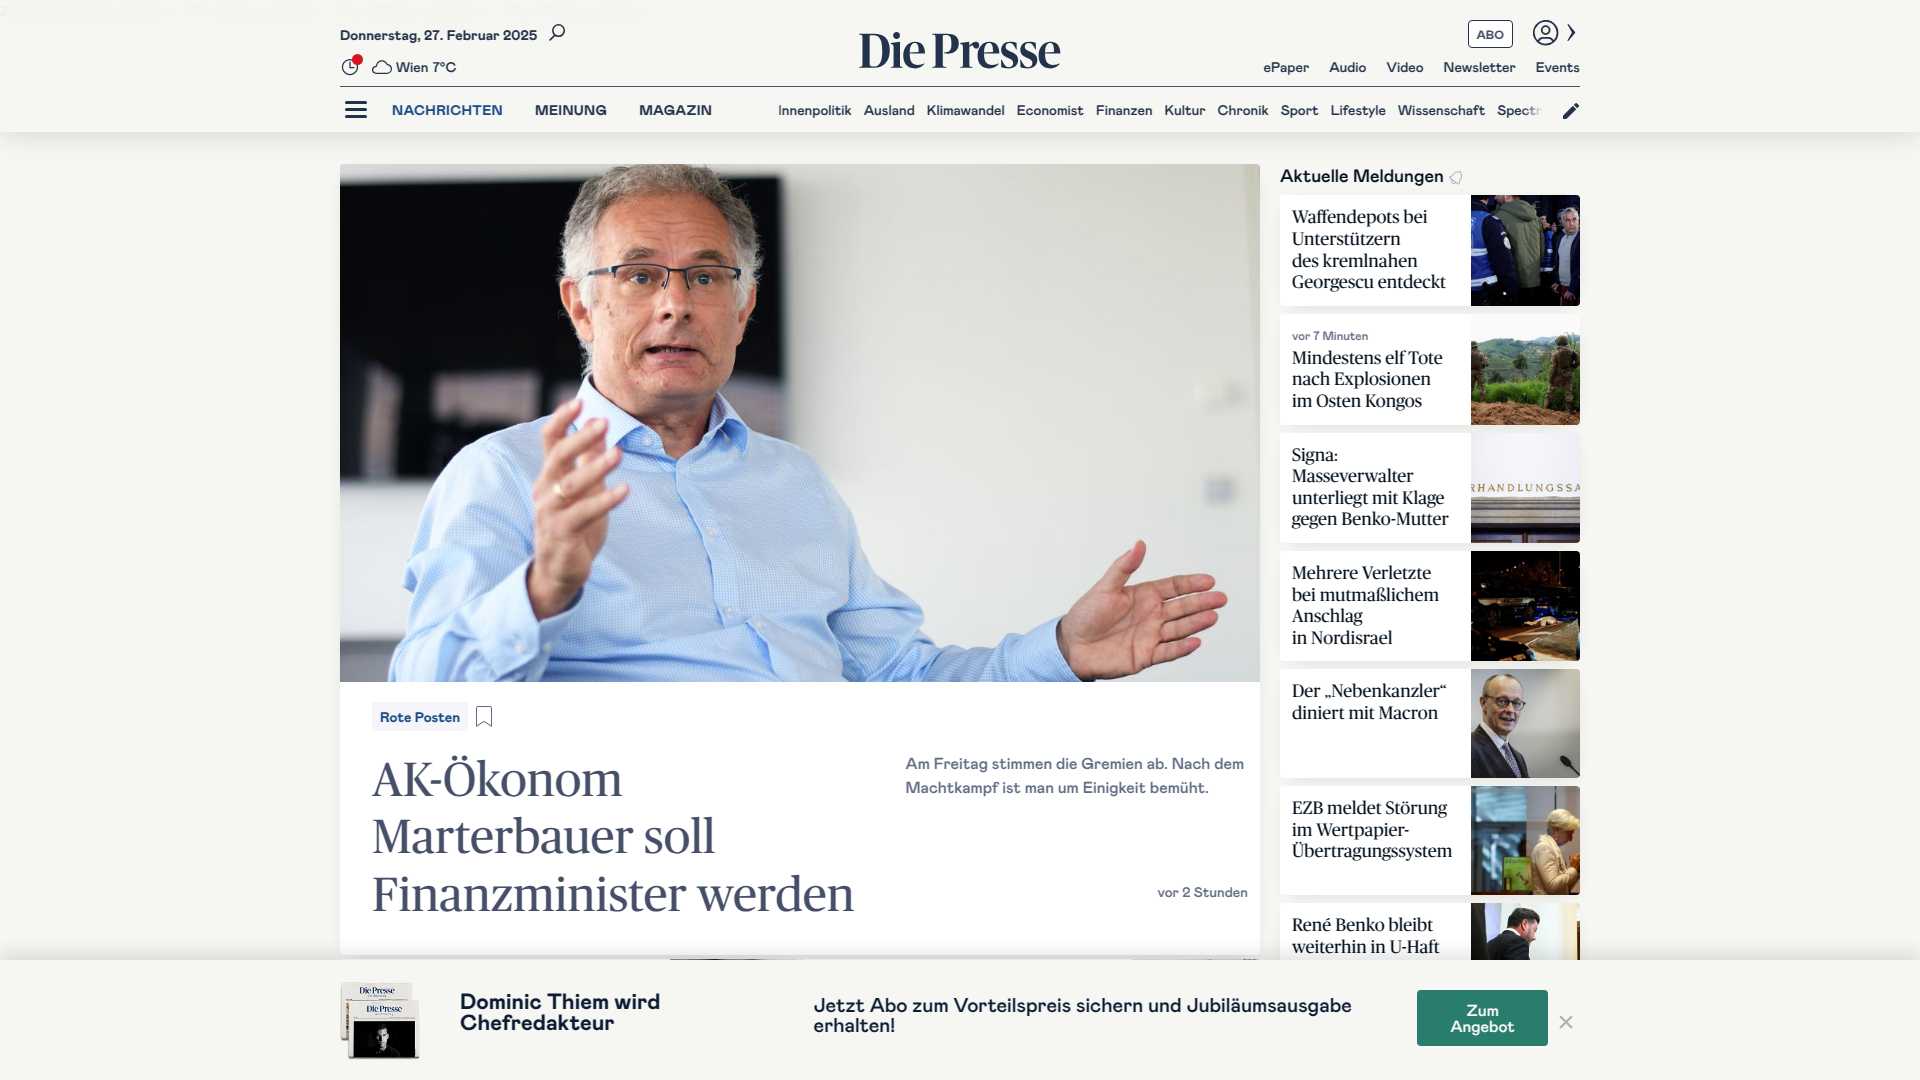 Donnerstag, 27. Februar 2025
Die Presse
ABO
Wien 7°C
ePaper Audio Video Newsletter Events
NACHRICHTEN MEINUNG MAGAZIN
Innenpolitik Ausland Klimawandel Economist Finanzen Kultur Chronik Sport Lifestyle Wissenschaft Spectr
Aktuelle Meldungen
Waffendepots bei
Unterstützern
des kremlnahen
Georgescu entdeckt
vor 7 Minuten
Mindestens elf Tote
nach Explosionen
im Osten Kongos
Signa:
Masseverwalter
unterliegt mit Klage
gegen Benko-Mutter
RHANDLUNGSSA
Mehrere Verletzte
bei mutmaßlichem
Anschlag
in Nordisrael
Der „Nebenkanzler“
diniert mit Macron
EZB meldet Störung
im Wertpapier-
Übertragungssystem
René Benko bleibt
weiterhin in U-Haft
Rote Posten
AK-Ökonom
Marterbauer soll
Finanzminister werden
Am Freitag stimmen die Gremien ab. Nach dem
Machtkampf ist man um Einigkeit bemüht.
vor 2 Stunden
Die Presse
Die Presse
Dominic Thiem wird
Chefredakteur
Jetzt Abo zum Vorteilspreis sichern und Jubiläumsausgabe
erhalten!
Zum
Angebot